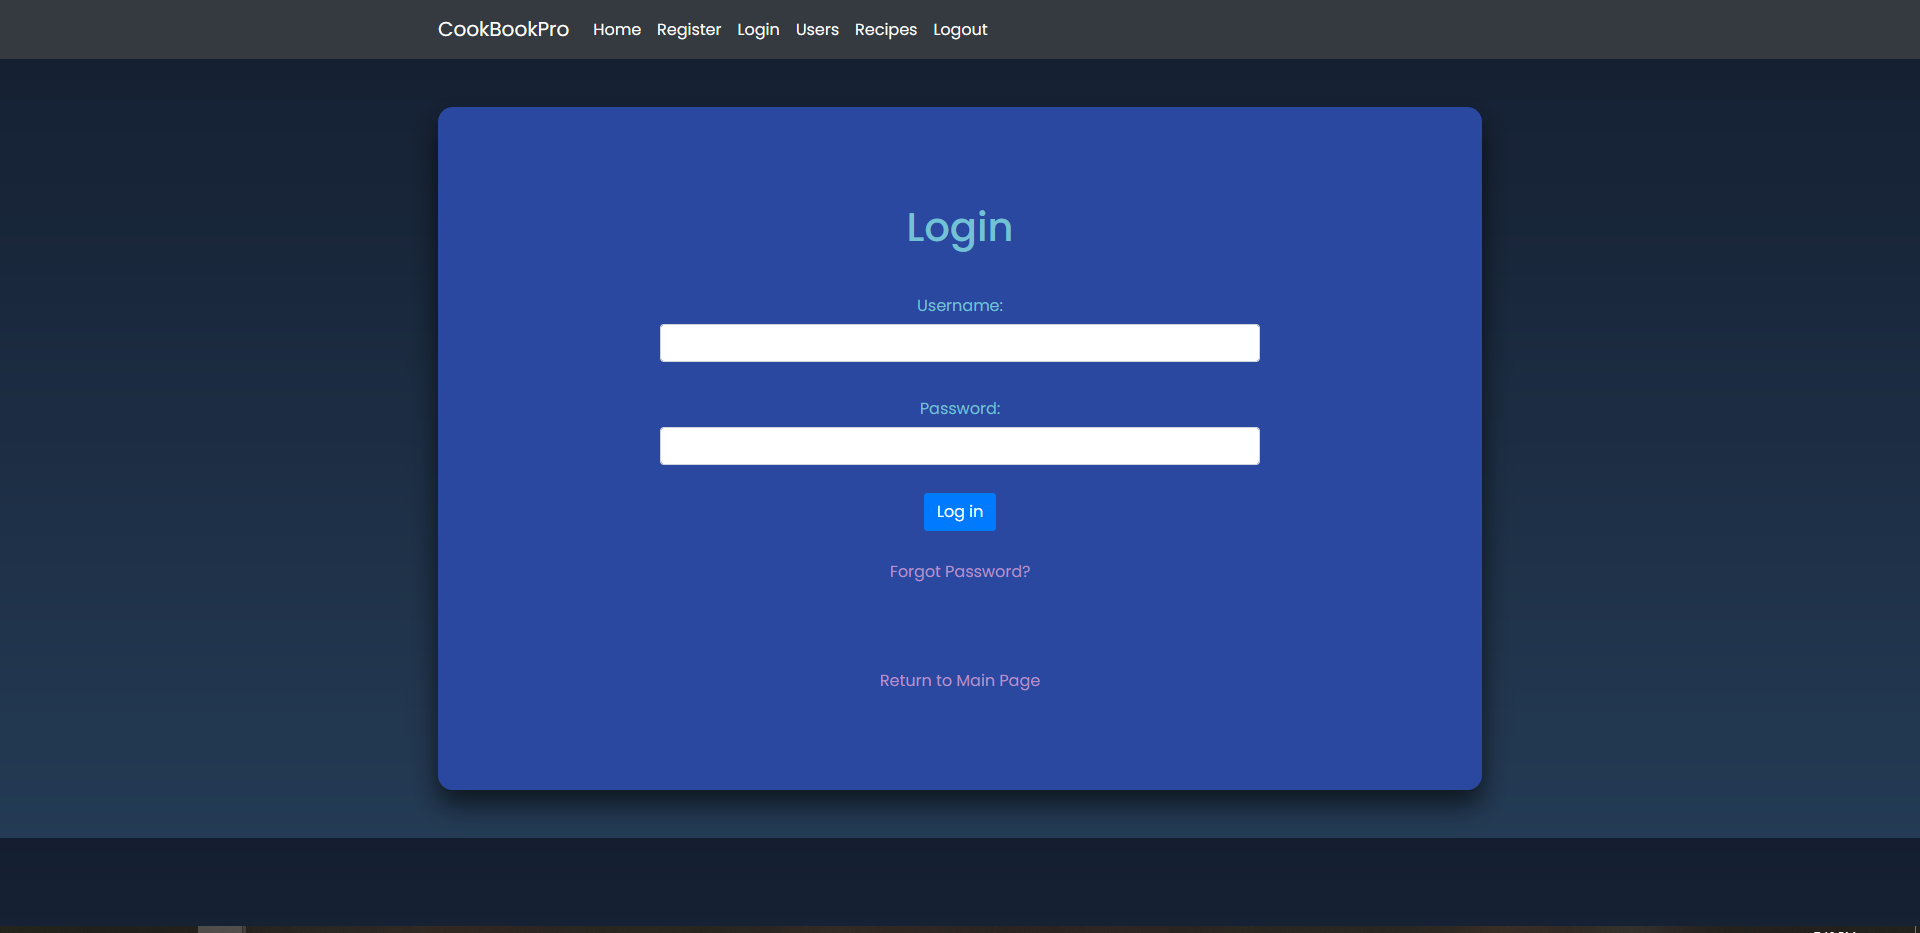 CookBookPro Home Register Login Users Recipes Logout
Login
Username:
Password:
Log in
Forgot Password?
Return to Main Page